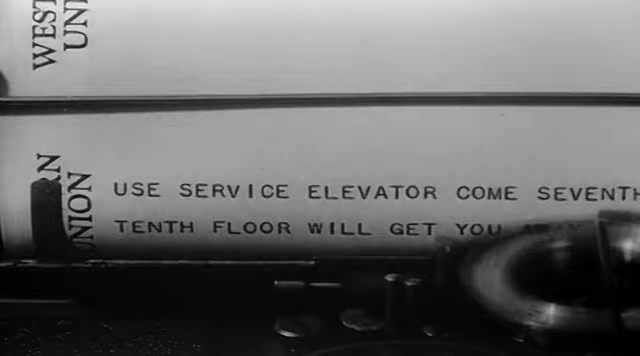 WEST
UNI
UNION
USE SERVICE ELEVATOR COME SEVENTH
TENTH FLOOR WILL GET YOU